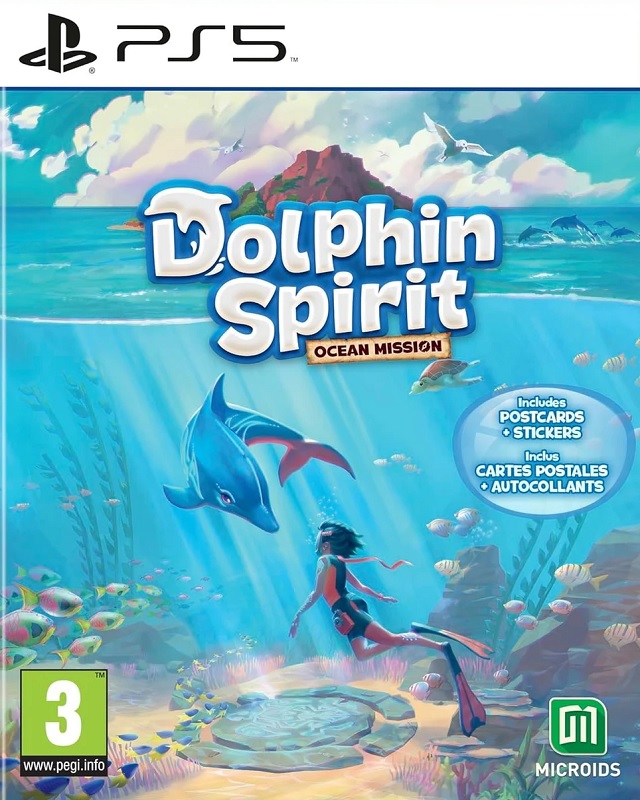 PS5
Dolphin
Spirit
OCEAN MISSION
Includes
POSTCARDS
+ STICKERS
Inclus
CARTES POSTALES
+ AUTOCOLLANTS
3
www.pegi.info
MICROIDS